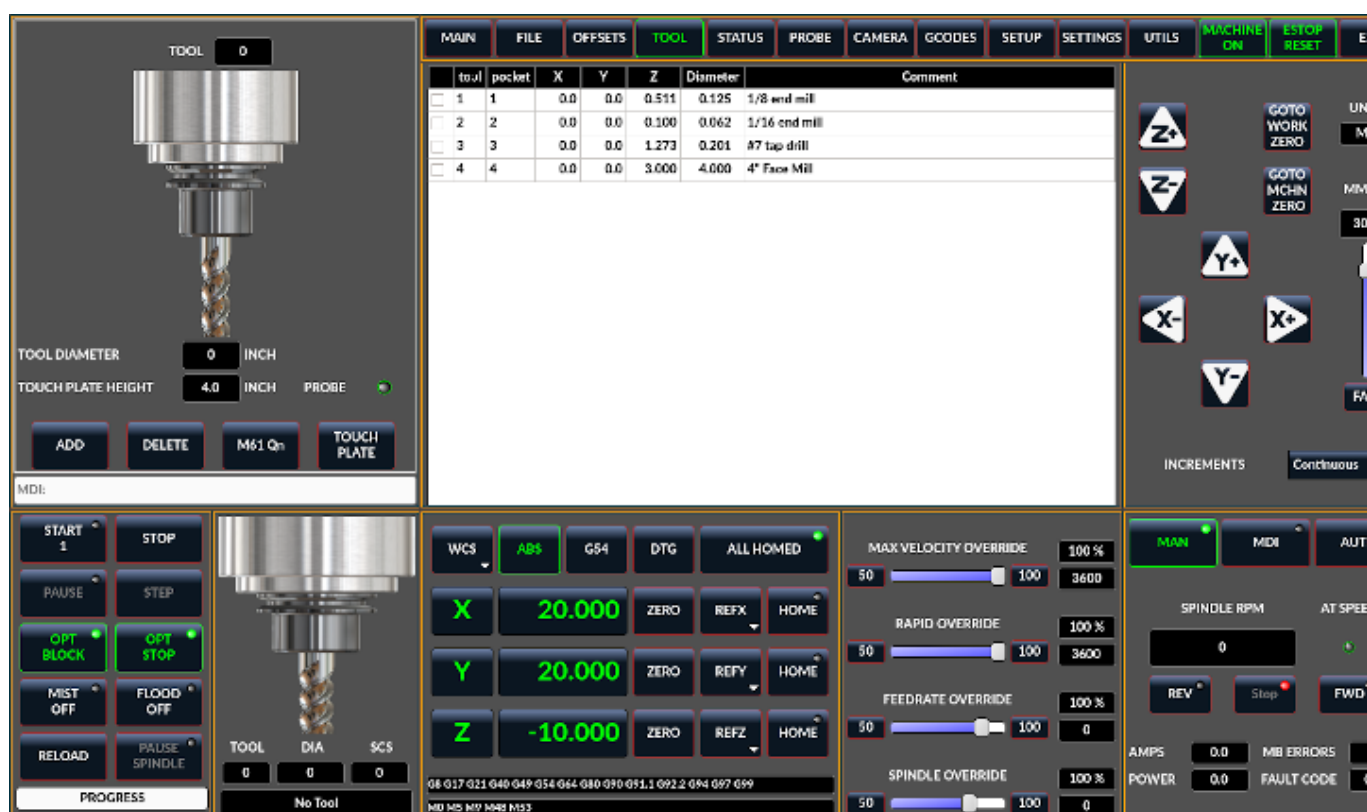 TOOL 0
MAIN FILE OFFSETS TOOL STATUS PROBE CAMERA GCODES SETUP SETTINGS UTILS MACHINE ON ESTOP RESET
tool pocket X Y Z Diameter Comment
1 1 0.0 0.0 0.511 0.125 1/8 end mill
2 2 0.0 0.0 0.100 0.062 1/16 end mill
3 3 0.0 0.0 1.273 0.201 #7 tap drill
4 4 0.0 0.0 3.000 4.000 4" Face Mill
TOOL DIAMETER 0 INCH
TOUCH PLATE HEIGHT 4.0 INCH PROBE
ADD DELETE M61 Qn TOUCH PLATE
MDI:
Z+
GOTO
WORK
ZERO
Z-
GOTO
MCHN
ZERO
Y+
X- X+
Y-
INCREMENTS Continuous
START
1
STOP
PAUSE STEP
OPT
BLOCK
OPT
STOP
MIST
OFF
FLOOD
OFF
RELOAD
PAUSE
SPINDLE
PROGRESS
TOOL DIA SCS
0 0 0
No Tool
WCS ABS G54 DTG ALL HOMED
X 20.000 ZERO REFX HOME
Y 20.000 ZERO REFY HOME
Z -10.000 ZERO REFZ HOME
G8 G17 G21 G40 G49 G54 G64 G80 G90 G91.1 G92.2 G94 G97 G99
M0 M5 M9 M48 M53
MAX VELOCITY OVERRIDE 100 %
50 100 3600
RAPID OVERRIDE 100 %
50 100 3600
FEEDRATE OVERRIDE 100 %
50 100 0
SPINDLE OVERRIDE 100 %
50 100 0
MAN MDI
SPINDLE RPM AT
0
REV Stop FWD
AMPS 0.0 MB ERRORS
POWER 0.0 FAULT CODE